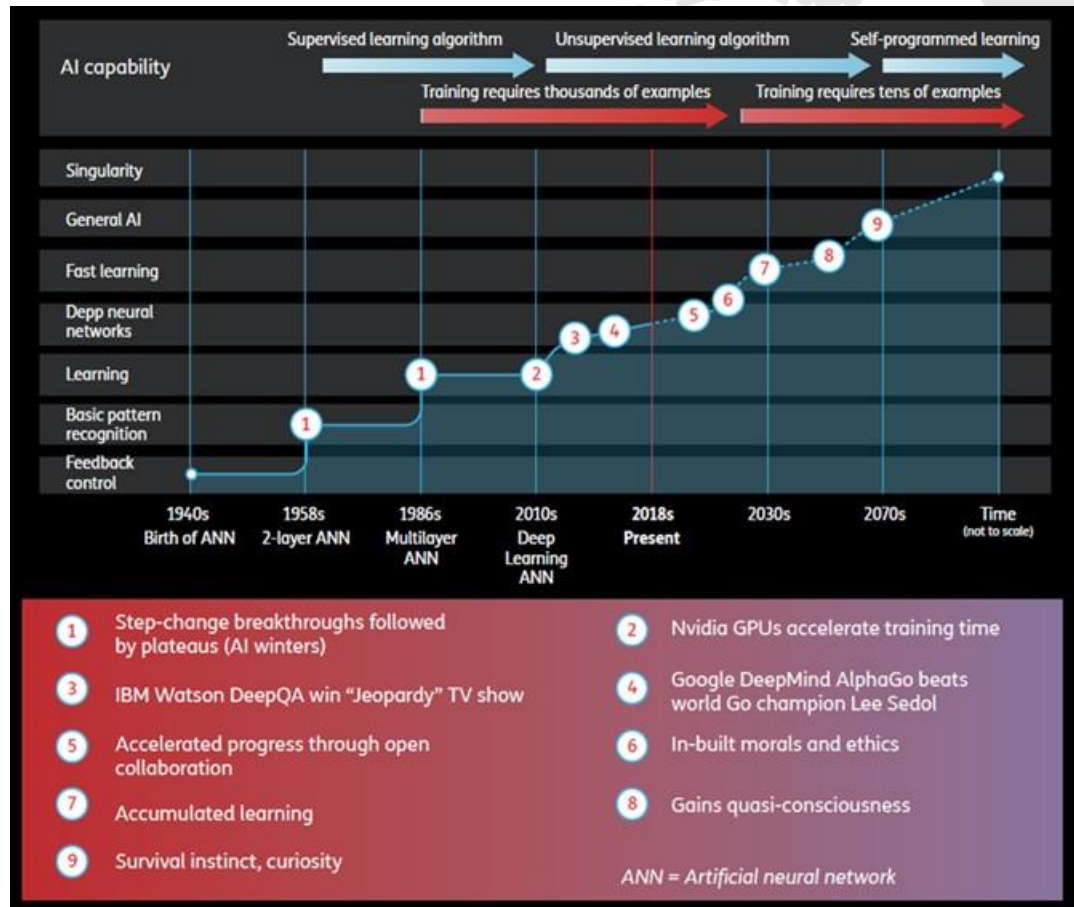 Supervised learning algorithm
Unsupervised learning algorithm
Self-programmed learning
AI capability
Training requires thousands of examples
Training requires tens of examples
Singularity
General AI
Fast learning
Depp neural
networks
Learning
Basic pattern
recognition
Feedback
control
9
8
7
6
5
4
3
2
1
1
1940s
Birth of ANN
1958s
2-layer ANN
1986s
Multilayer
ANN
2010s
Deep
Learning
ANN
2018s
Present
2030s
2070s
Time
(not to scale)
1 Step-change breakthroughs followed
by plateaus (AI winters)
2 Nvidia GPUs accelerate training time
3 IBM Watson DeepQA win “Jeopardy” TV show
4 Google DeepMind AlphaGo beats
world Go champion Lee Sedol
5 Accelerated progress through open
collaboration
6 In-built morals and ethics
7 Accumulated learning
8 Gains quasi-consciousness
9 Survival instinct, curiosity
ANN = Artificial neural network